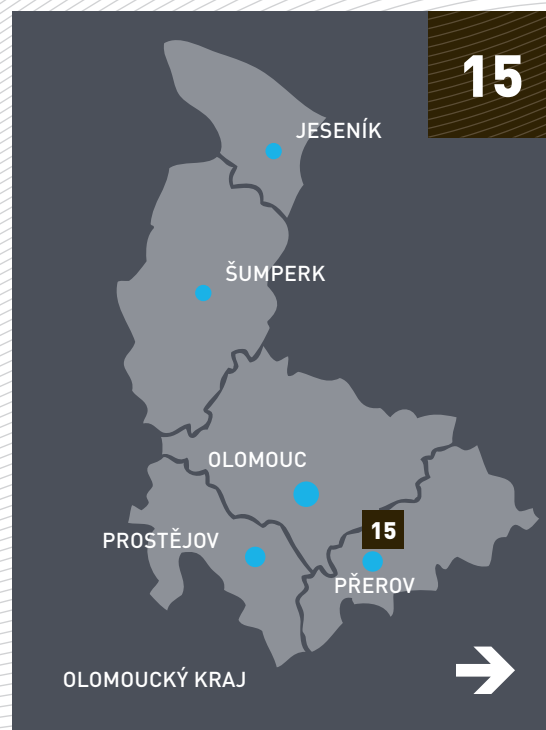 15
JESENÍK
ŠUMPERK
OLOMOUC
15
PROSTĚJOV
PŘEROV
OLOMOUCKÝ KRAJ